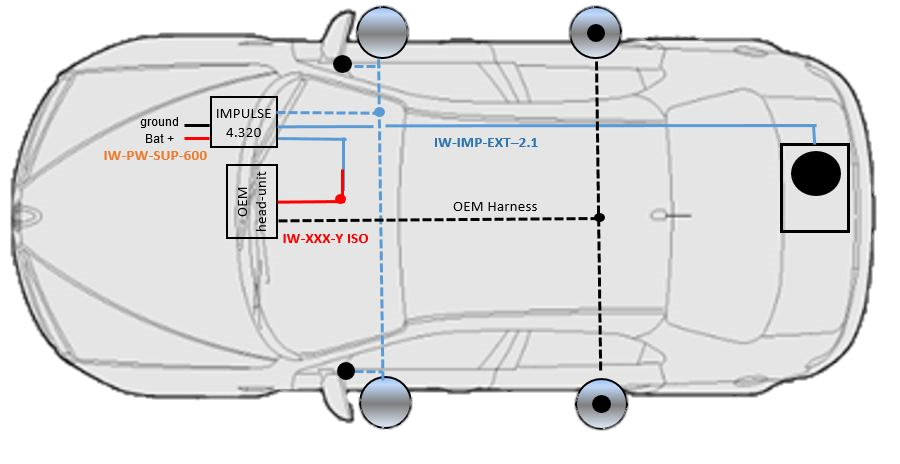 ground
Bat +
IW-PW-SUP-600
IMPULSE
4.320
OEM
head-unit
IW-XXX-Y ISO
IW-IMP-EXT–2.1
OEM Harness